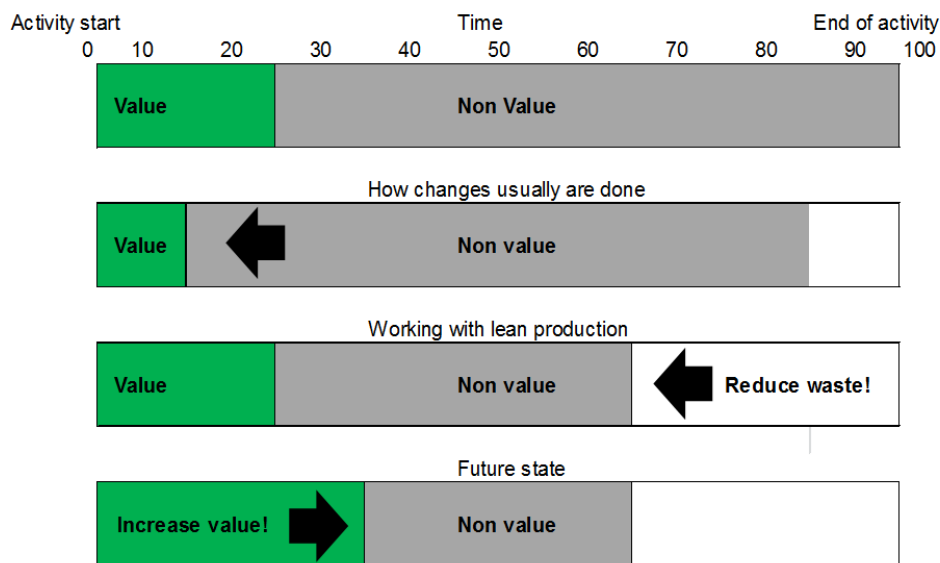 Activity start Time End of activity
0 10 20 30 40 50 60 70 80 90 100
Value Non Value
How changes usually are done
Value Non value
Working with lean production
Value Non value Reduce waste!
Future state
Increase value! Non value